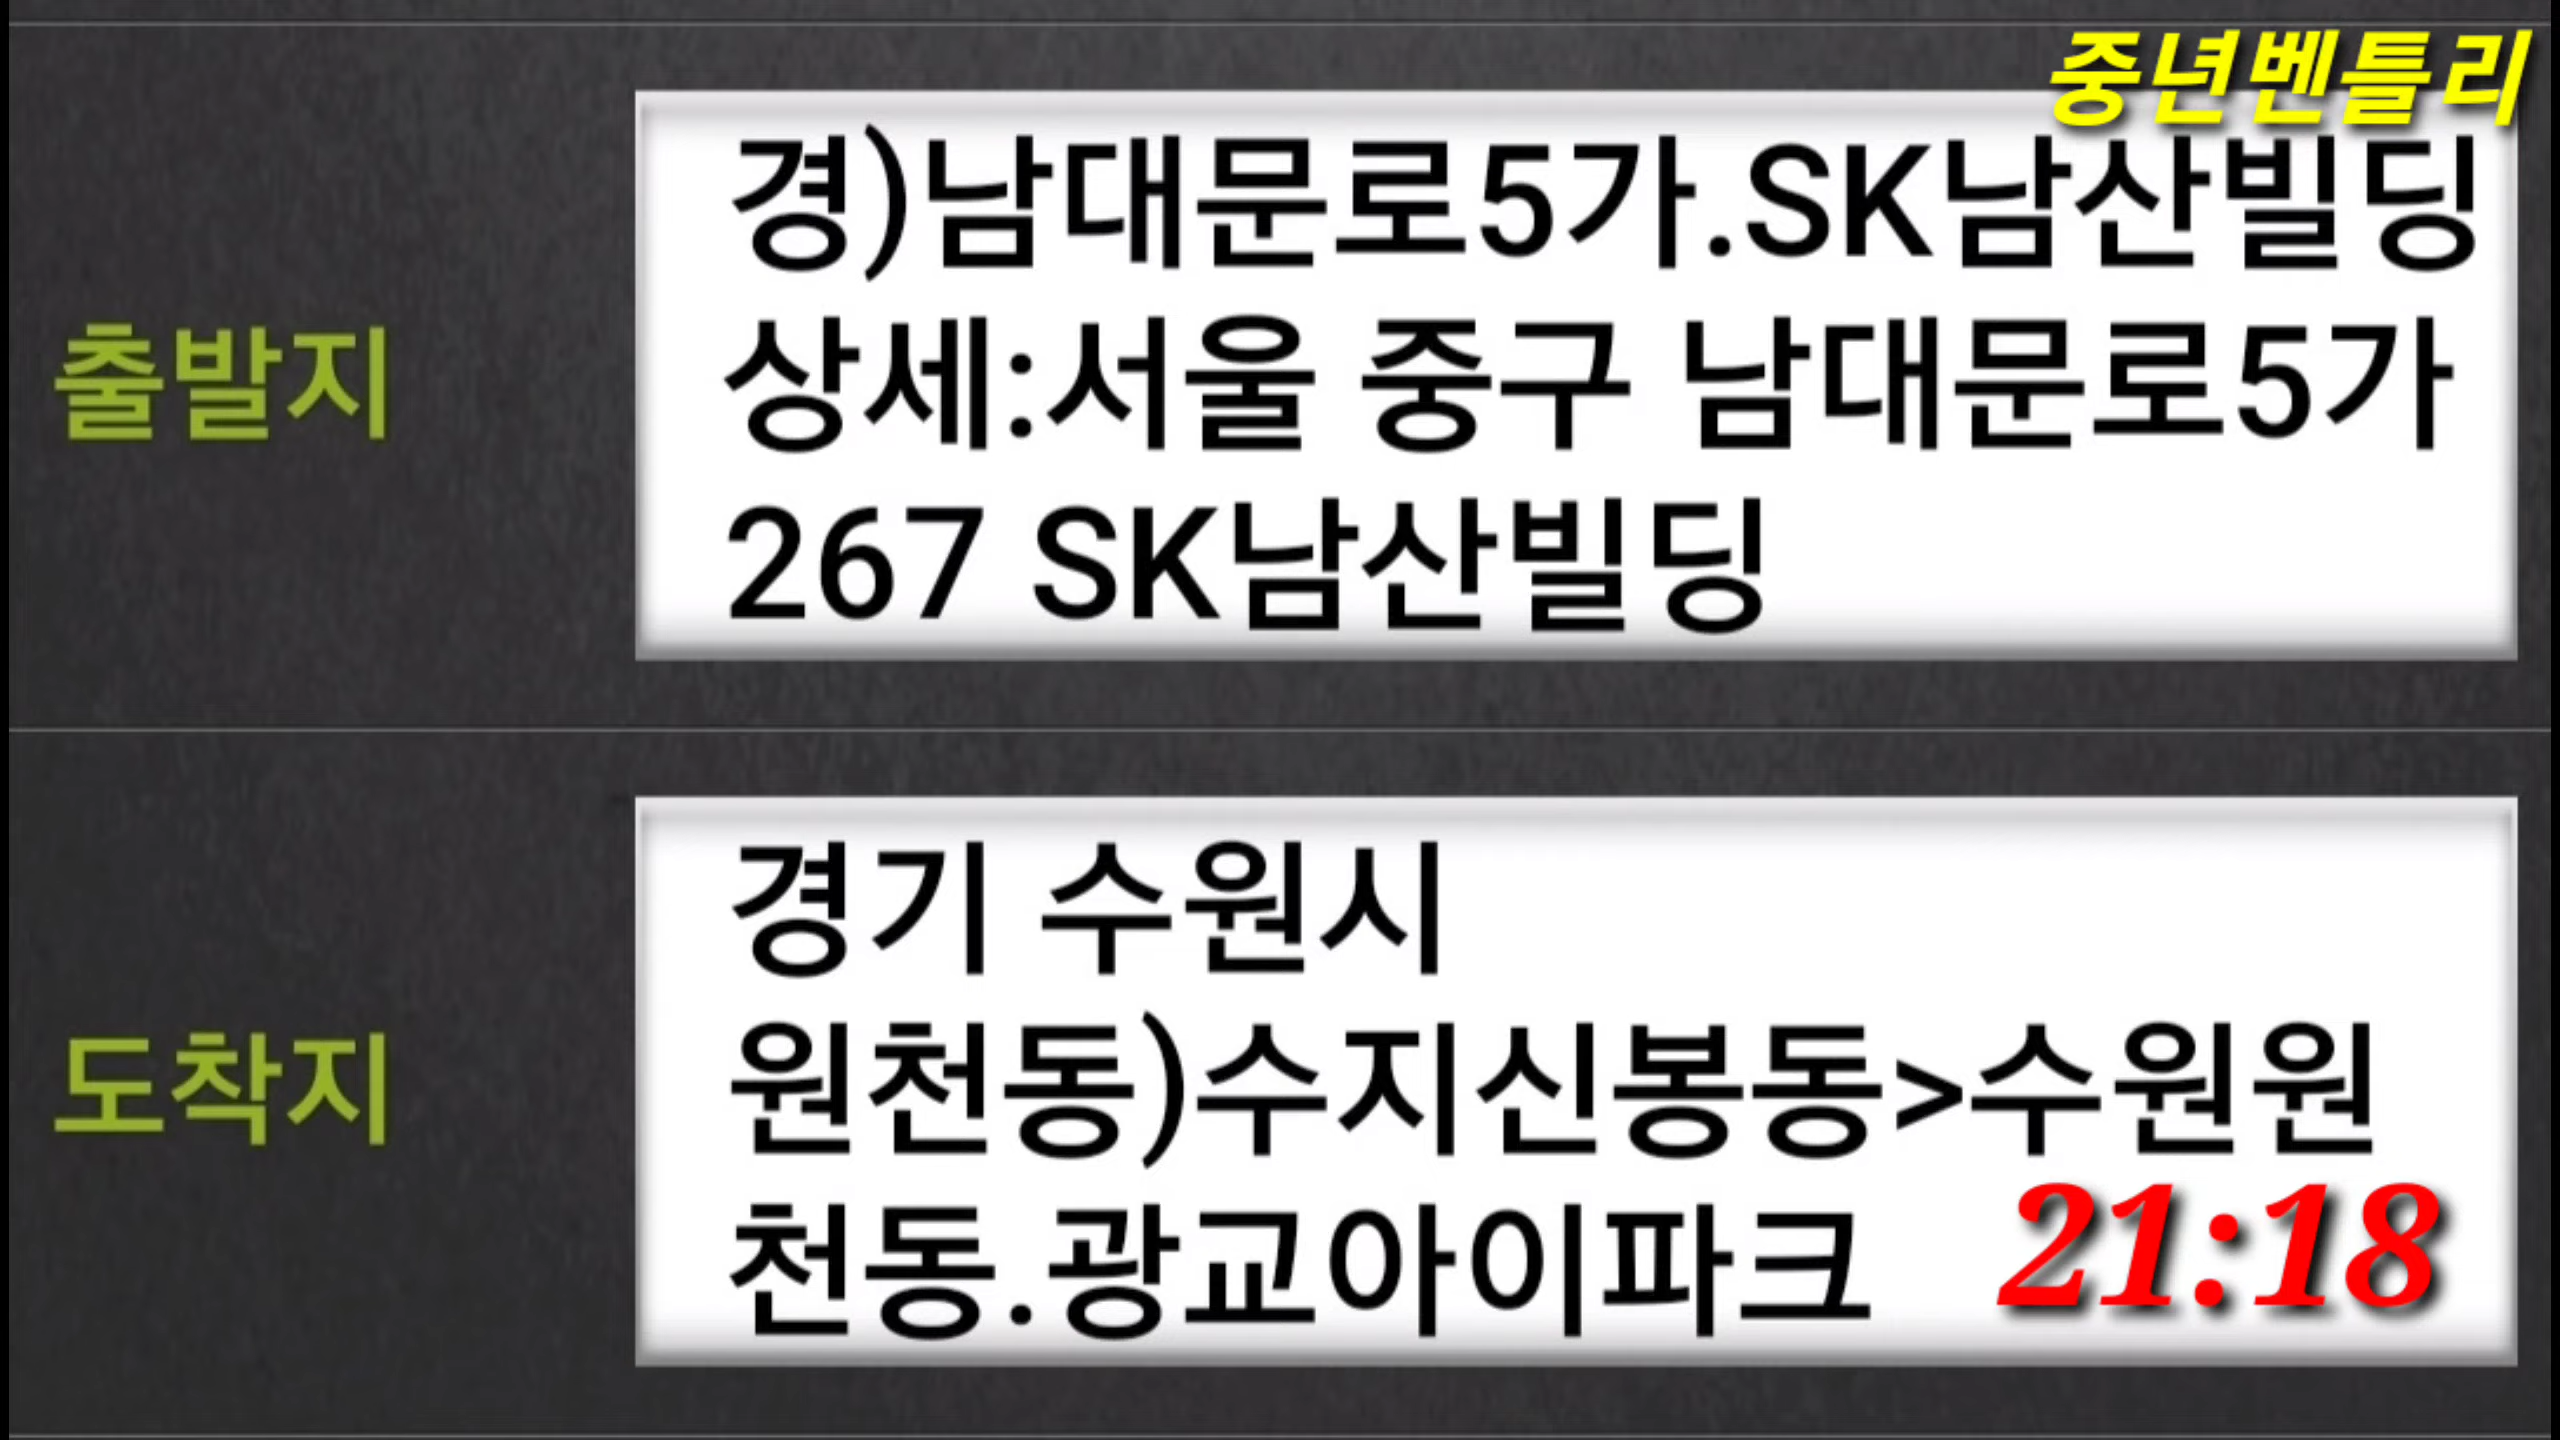 중년벤틀리
출발지
경)남대문로5가.SK남산빌딩
상세:서울 중구 남대문로5가
267 SK남산빌딩
도착지
경기 수원시
원천동)수지신봉동>수원원
천동.광교아이파크
21:18